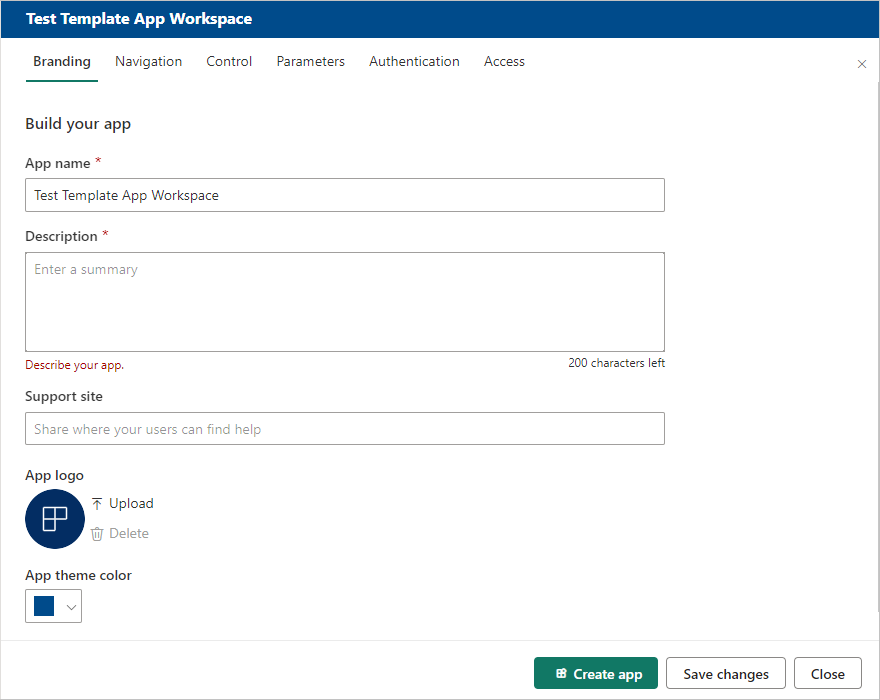 Test Template App Workspace
Branding Navigation Control Parameters Authentication Access
Build your app
App name *
Test Template App Workspace
Description *
Enter a summary
Describe your app. 200 characters left
Support site
Share where your users can find help
App logo
Upload
Delete
App theme color
Create app Save changes Close